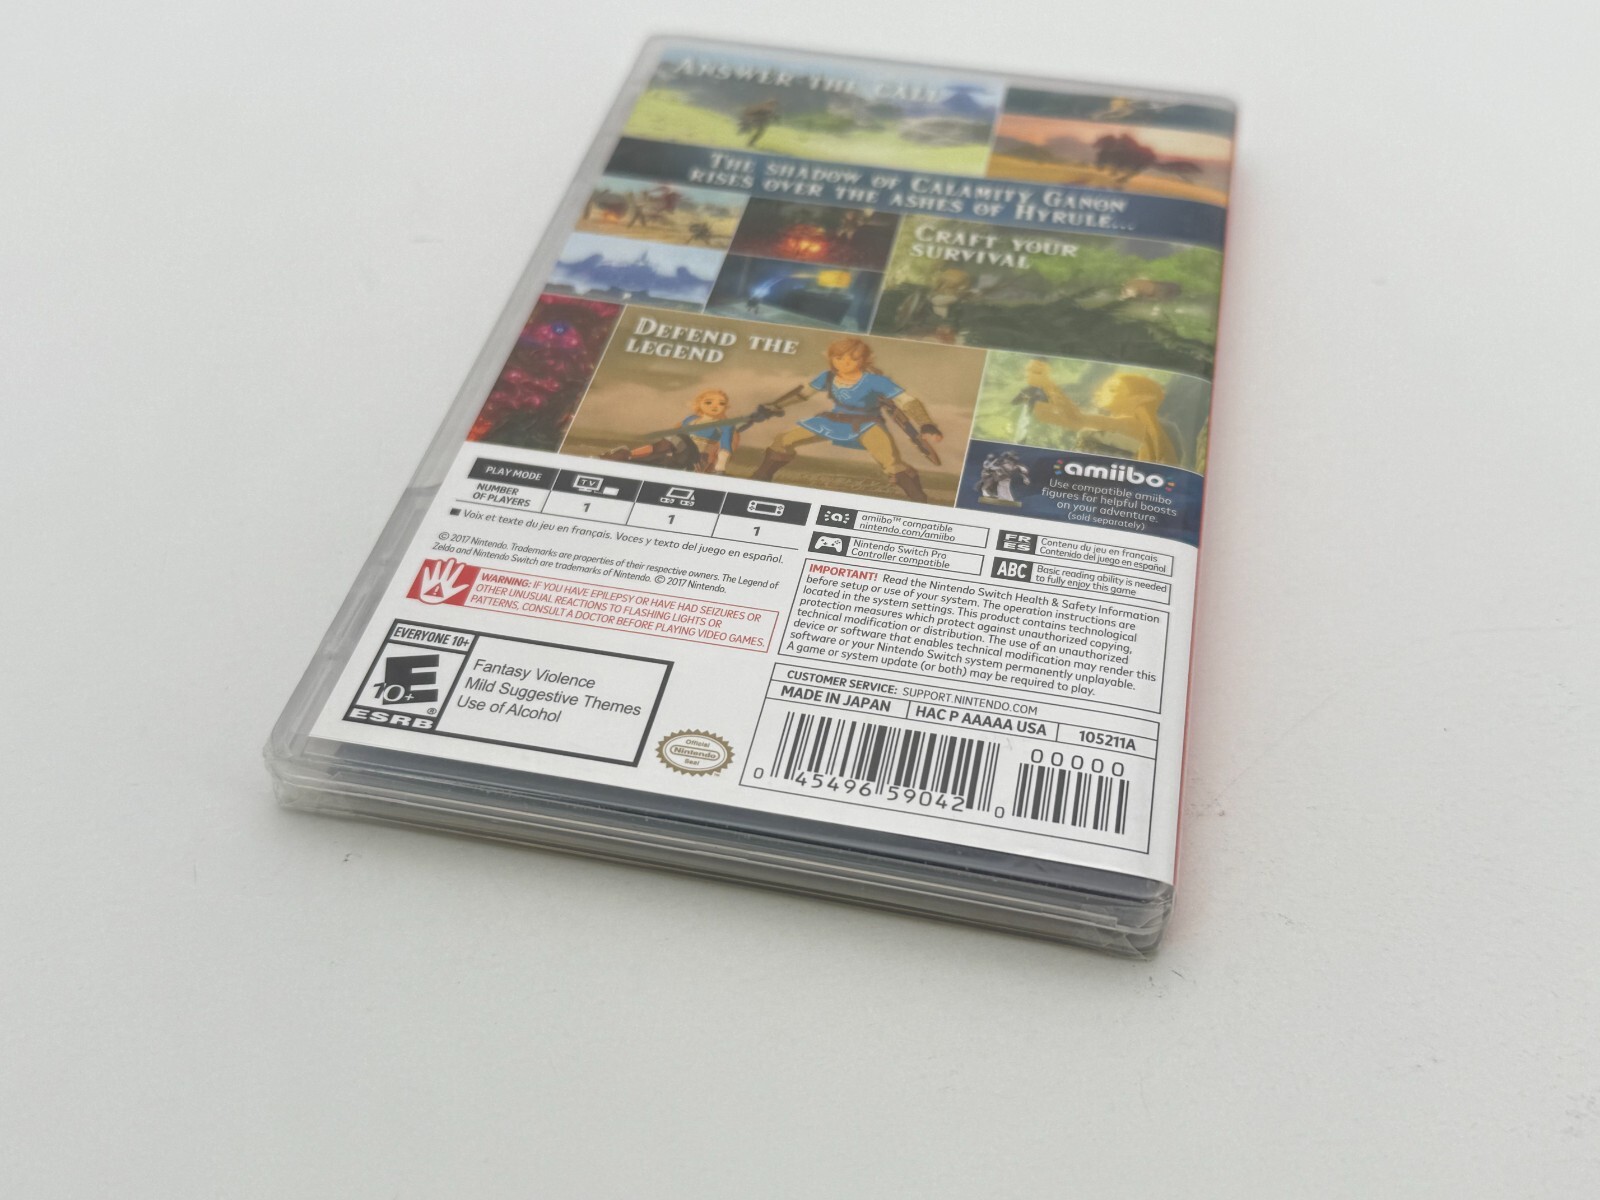 ANSWER THE CALL
THE SHADOW OF CALAMITY GANON
RISES OVER THE ASHES OF HYRULE...
CRAFT YOUR
SURVIVAL
DEFEND THE
LEGEND
amiibo
Use compatible amiibo
figures for helpful boosts
on your adventure.
(sold separately)
PLAY MODE
TV
NUMBER
OF PLAYERS
1
1
1
Voix et texte du jeu en français. Voces y texto del juego en español.
© 2017 Nintendo. Trademarks are properties of their respective owners. The Legend of
Zelda and Nintendo Switch are trademarks of Nintendo. © 2017 Nintendo.
WARNING: IF YOU HAVE EPILEPSY OR HAVE HAD SEIZURES OR
OTHER UNUSUAL REACTIONS TO FLASHING LIGHTS OR
PATTERNS, CONSULT A DOCTOR BEFORE PLAYING VIDEO GAMES.
EVERYONE 10+
E
10+
®
ESRB
Fantasy Violence
Mild Suggestive Themes
Use of Alcohol
Official
Nintendo
Seal
amiibo™ compatible
nintendo.com/amiibo
Nintendo Switch Pro
Controller compatible
FR
ES
Contenu du jeu en français
Contenido del juego en español
ABC
Basic reading ability is needed
to fully enjoy this game
IMPORTANT! Read the Nintendo Switch Health & Safety Information
before setup or use of your system. The operation instructions are
located in the system settings. This product contains technological
protection measures which protect against unauthorized copying,
technical modification or distribution. The use of an unauthorized
device or software that enables technical modification may render this
software or your Nintendo Switch system permanently unplayable.
A game or system update (or both) may be required to play.
CUSTOMER SERVICE: SUPPORT.NINTENDO.COM
MADE IN JAPAN
HAC P AAAAA USA
105211A
00000
0 45496 59042 0